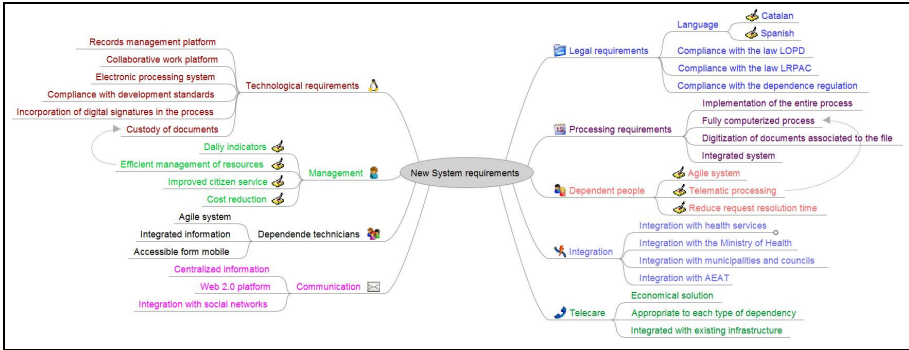 New System requirements
Technological requirements
Records management platform
Collaborative work platform
Electronic processing system
Compliance with development standards
Incorporation of digital signatures in the process
Custody of documents
Management
Daliy indicators
Efficient management of resources
Improved citizen service
Cost reduction
Dependende technicians
Agile system
Integrated information
Accessible form mobile
Communication
Centralized information
Web 2.0 platform
Integration with social networks
Legal requirements
Language
Catalan
Spanish
Compliance with the law LOPD
Compliance with the law LRPAC
Compliance with the dependence regulation
Processing requirements
Implementation of the entire process
Fully computerized process
Digitization of documents associated to the file
Integrated system
Dependent people
Agile system
Telematic processing
Reduce request resolution time
Integration
Integration with health services
Integration with the Ministry of Health
Integration with municipalities and councils
Integration with AEAT
Telecare
Economical solution
Appropriate to each type of dependency
Integrated with existing infrastructure